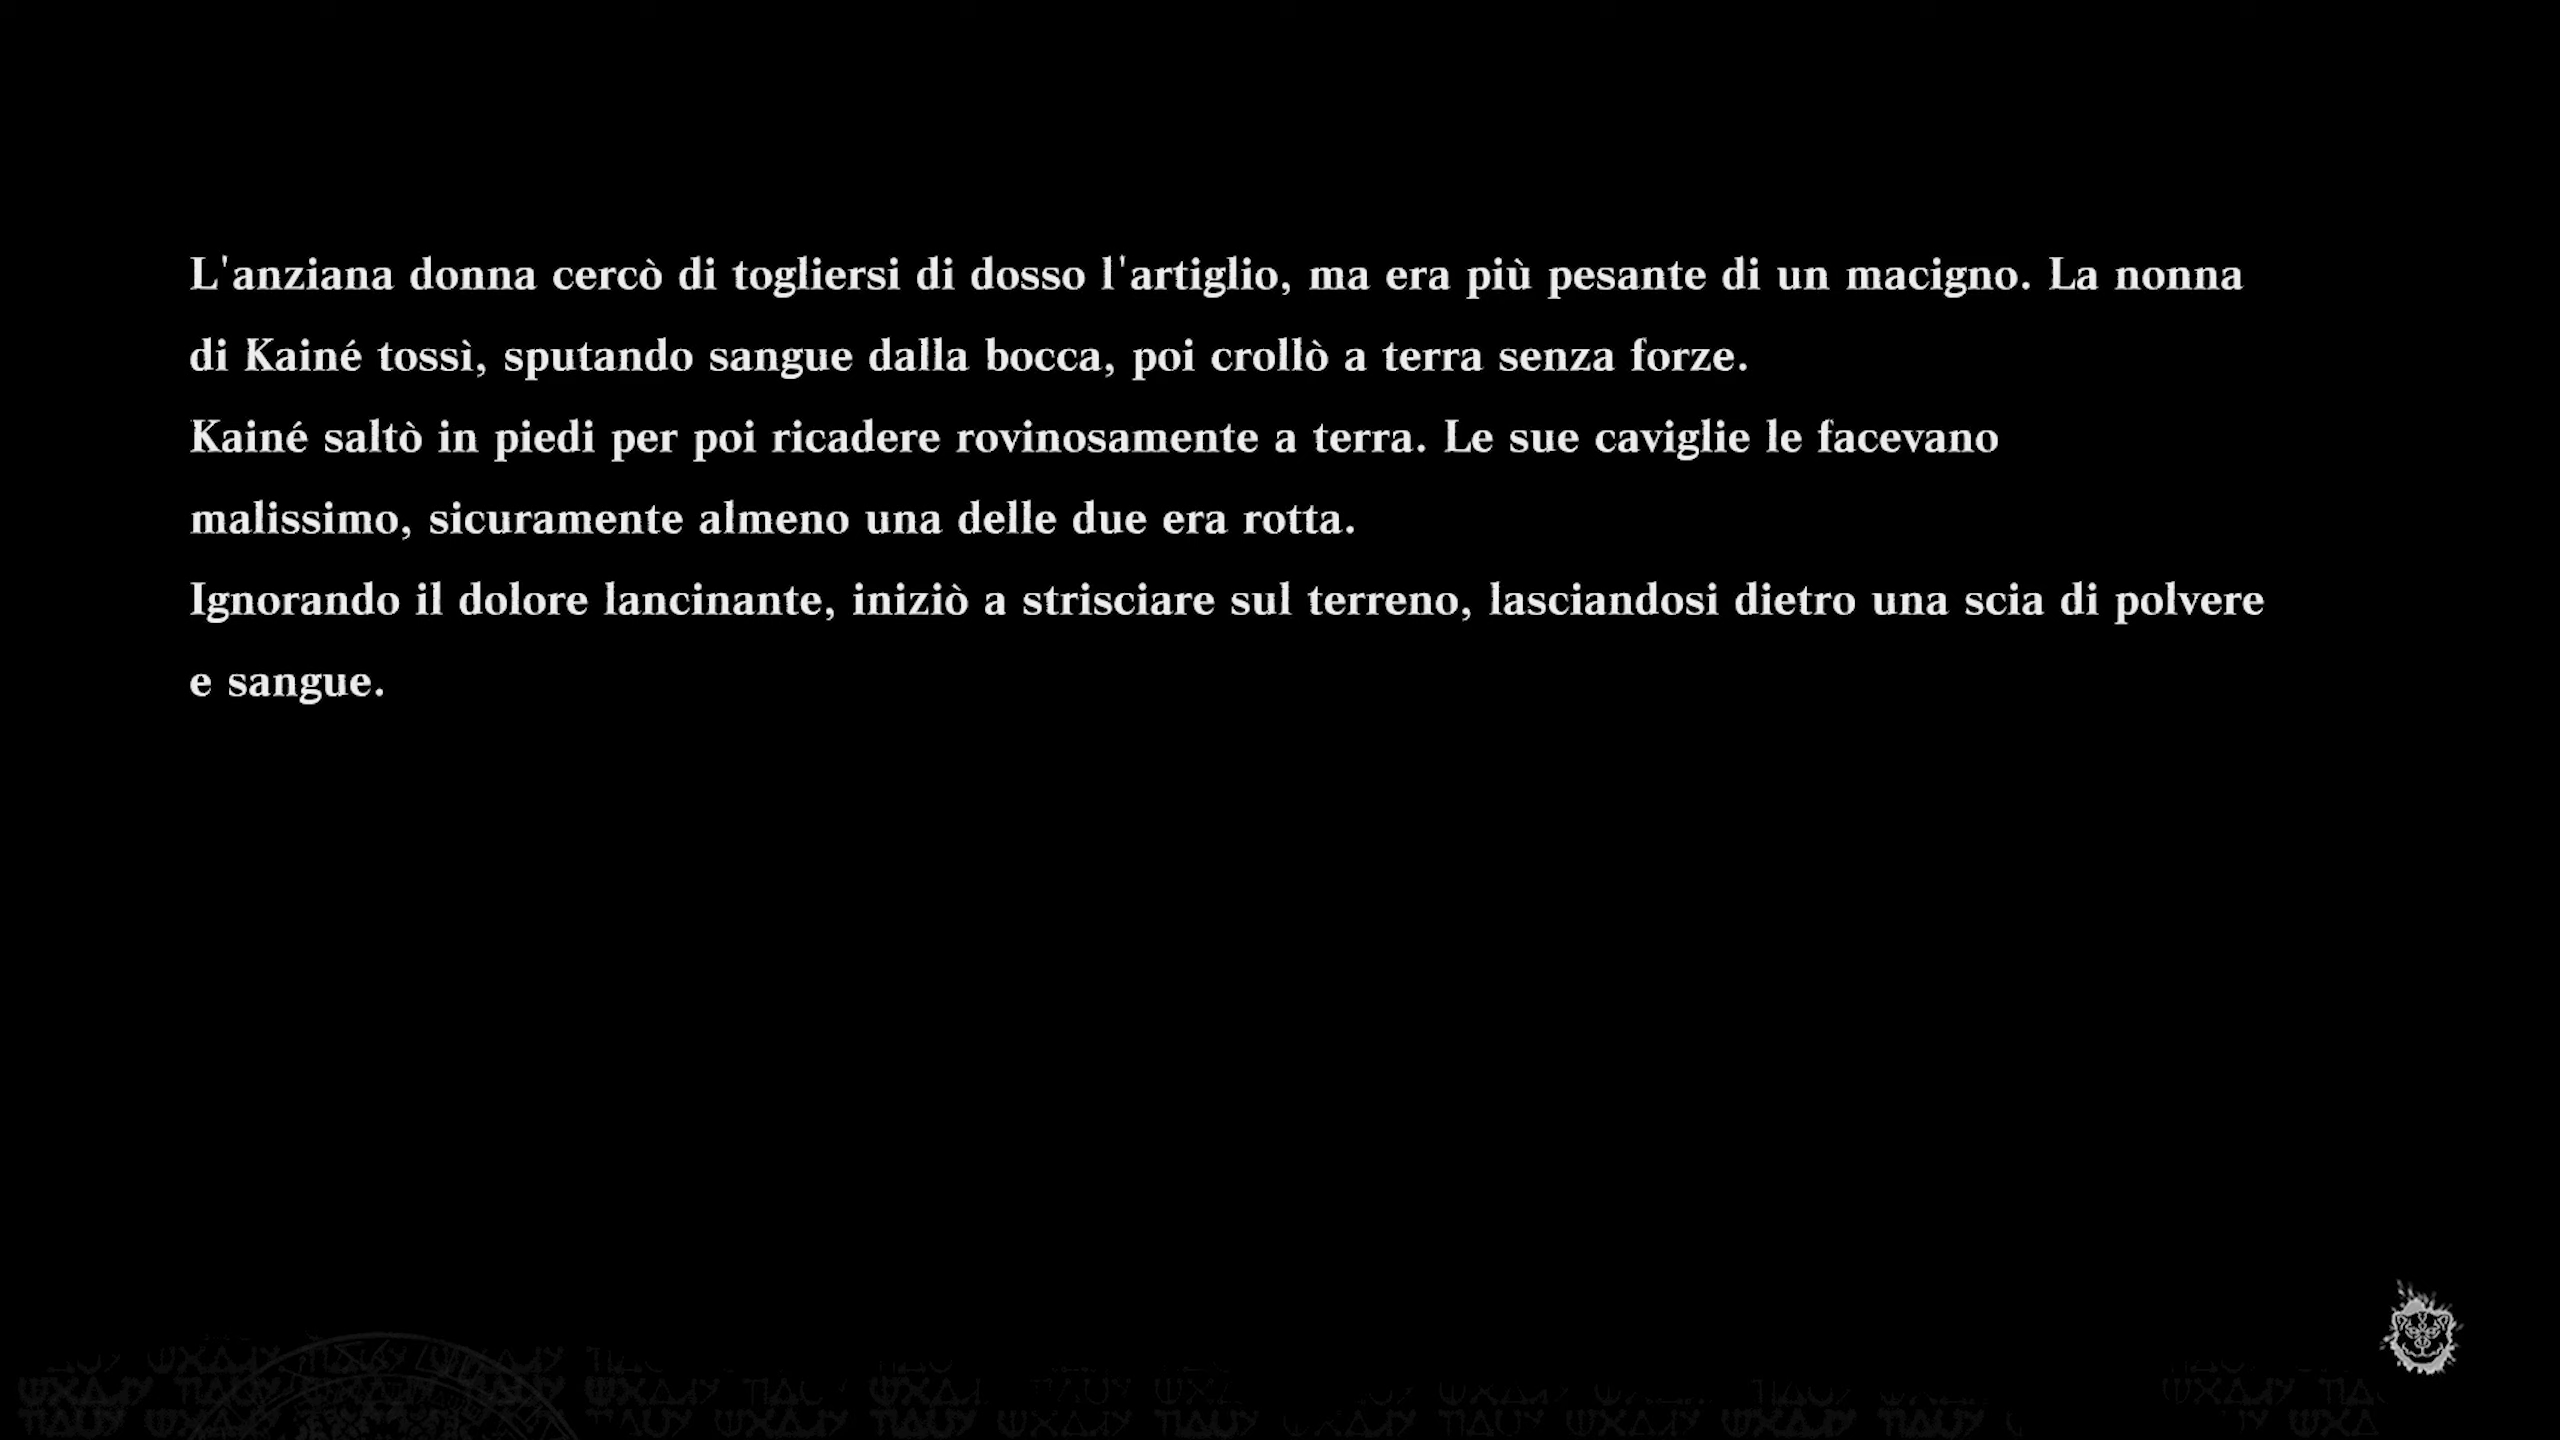 L'anziana donna cercò di togliersi di dosso l'artiglio, ma era più pesante di un macigno. La nonna
di Kainé tossì, sputando sangue dalla bocca, poi crollò a terra senza forze.
Kainé saltò in piedi per poi ricadere rovinosamente a terra. Le sue caviglie le facevano
malissimo, sicuramente almeno una delle due era rotta.
Ignorando il dolore lancinante, iniziò a strisciare sul terreno, lasciandosi dietro una scia di polvere
e sangue.